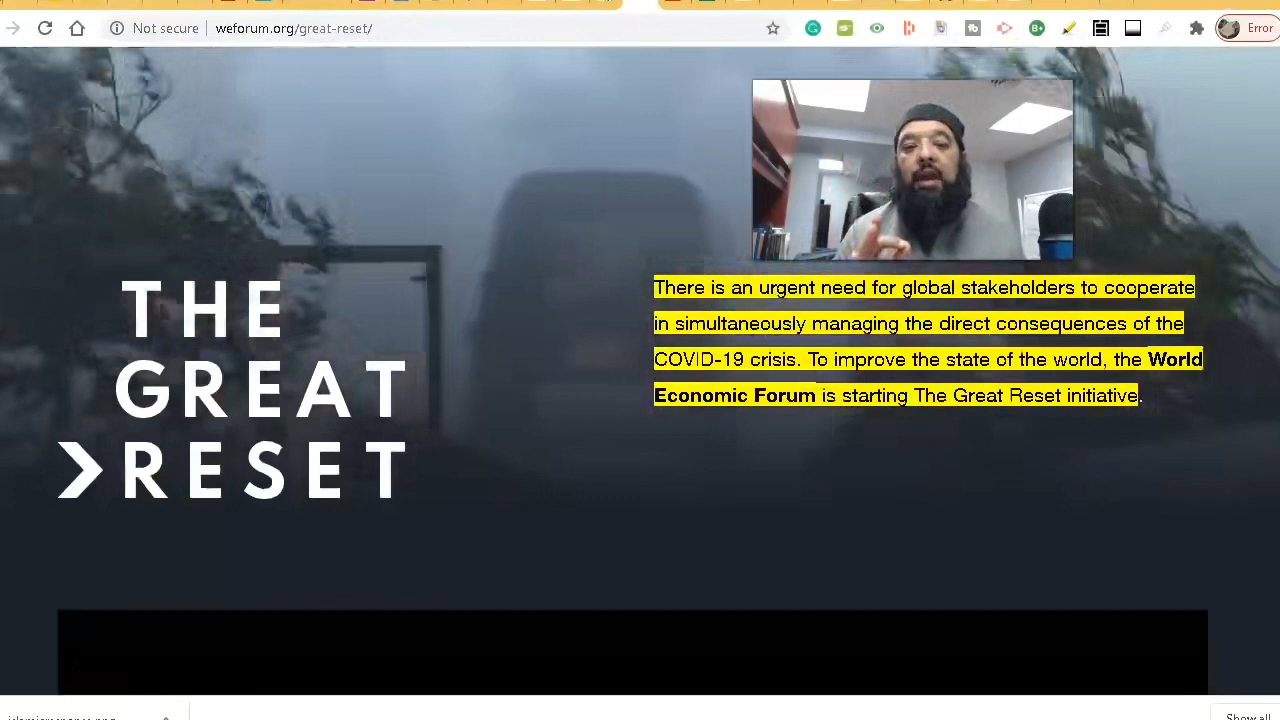 Not secure
weforum.org/great-reset/
Error
THE
GREAT
RESET
There is an urgent need for global stakeholders to cooperate
in simultaneously managing the direct consequences of the
COVID-19 crisis. To improve the state of the world, the World
Economic Forum is starting The Great Reset initiative.
Show all